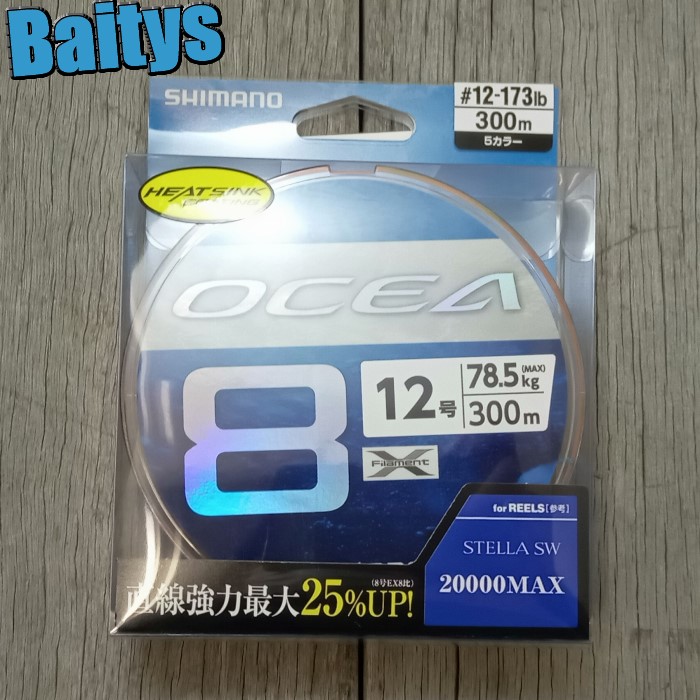 Baitys
SHIMANO
#12-173lb
300m
5カラー
HEATSINK
OCEA
8
12号
78.5kg (MAX)
300m
X Filament
for REELS[参考]
STELLA SW
20000MAX
(8号EX8比)
直線強力最大25%UP!